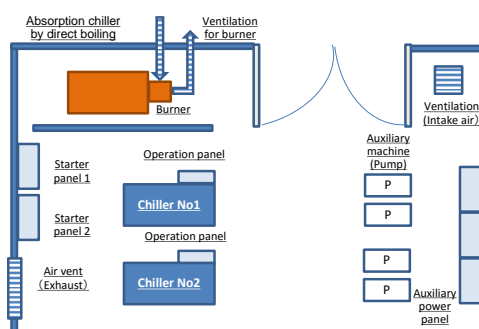 Absorption chiller
by direct boiling
Ventilation
for burner
Burner
Ventilation
(Intake air)
Starter
panel 1
Operation panel
Auxiliary
machine
(Pump)
Chiller No1
P
P
Starter
panel 2
Operation panel
Air vent
(Exhaust)
Chiller No2
P
P
Auxiliary
power
panel